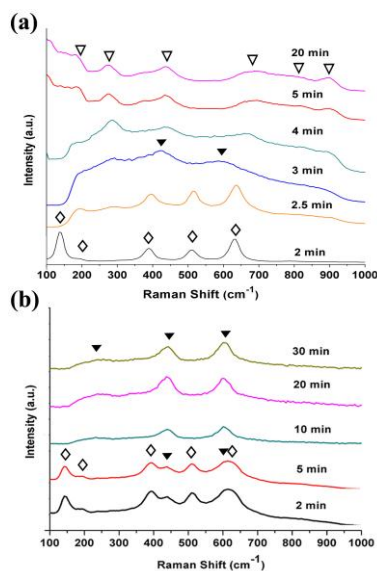 (a)
20 min
5 min
4 min
3 min
2.5 min
2 min
Intensity (a.u.)
100 200 300 400 500 600 700 800 900 1000
Raman Shift (cm⁻¹)
(b)
30 min
20 min
10 min
5 min
2 min
Intensity (a.u.)
100 200 300 400 500 600 700 800 900 1000
Raman Shift (cm⁻¹)